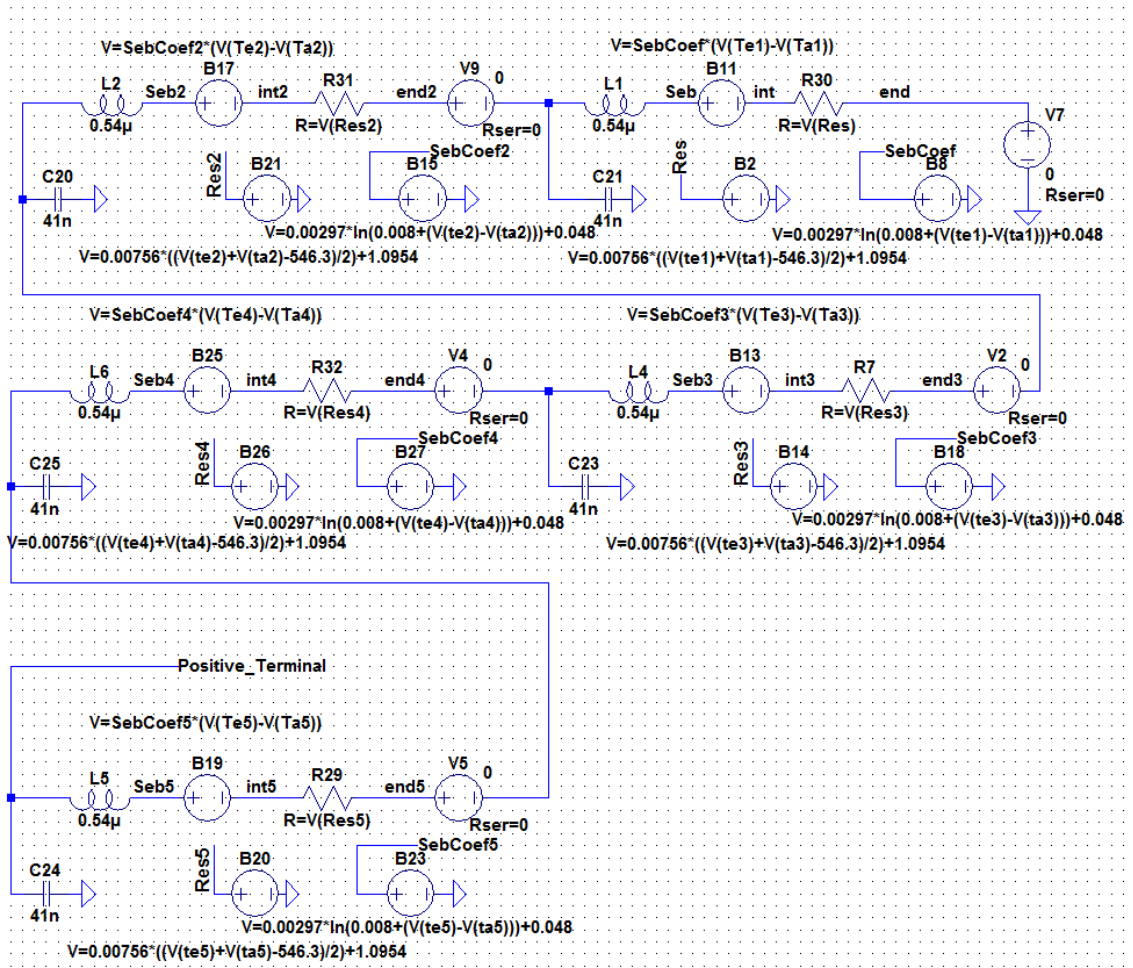 V=SebCoef2*(V(Te2)-V(Ta2))
V=SebCoef*(V(Te1)-V(Ta1))
L2
Seb2
B17
int2
R31
end2
V9
0
L1
Seb
B11
int
R30
end
V7
0.54µ
R=V(Res2)
Rser=0
0.54µ
R=V(Res)
0
Rser=0
C20
41n
Res2
B21
SebCoef2
B15
C21
41n
Res
B2
SebCoef
B8
V=0.00297*ln(0.008+(V(te2)-V(ta2)))+0.048
V=0.00297*ln(0.008+(V(te1)-V(ta1)))+0.048
V=0.00756*((V(te2)+V(ta2)-546.3)/2)+1.0954
V=0.00756*((V(te1)+V(ta1)-546.3)/2)+1.0954
V=SebCoef4*(V(Te4)-V(Ta4))
V=SebCoef3*(V(Te3)-V(Ta3))
L6
Seb4
B25
int4
R32
end4
V4
0
L4
Seb3
B13
int3
R7
end3
V2
0
0.54µ
R=V(Res4)
Rser=0
0.54µ
R=V(Res3)
Rser=0
C25
41n
Res4
B26
SebCoef4
B27
C23
41n
Res3
B14
SebCoef3
B18
V=0.00297*ln(0.008+(V(te4)-V(ta4)))+0.048
V=0.00297*ln(0.008+(V(te3)-V(ta3)))+0.048
V=0.00756*((V(te4)+V(ta4)-546.3)/2)+1.0954
V=0.00756*((V(te3)+V(ta3)-546.3)/2)+1.0954
Positive_Terminal
V=SebCoef5*(V(Te5)-V(Ta5))
L5
Seb5
B19
int5
R29
end5
V5
0
0.54µ
R=V(Res5)
Rser=0
C24
41n
Res5
B20
SebCoef5
B23
V=0.00297*ln(0.008+(V(te5)-V(ta5)))+0.048
V=0.00756*((V(te5)+V(ta5)-546.3)/2)+1.0954